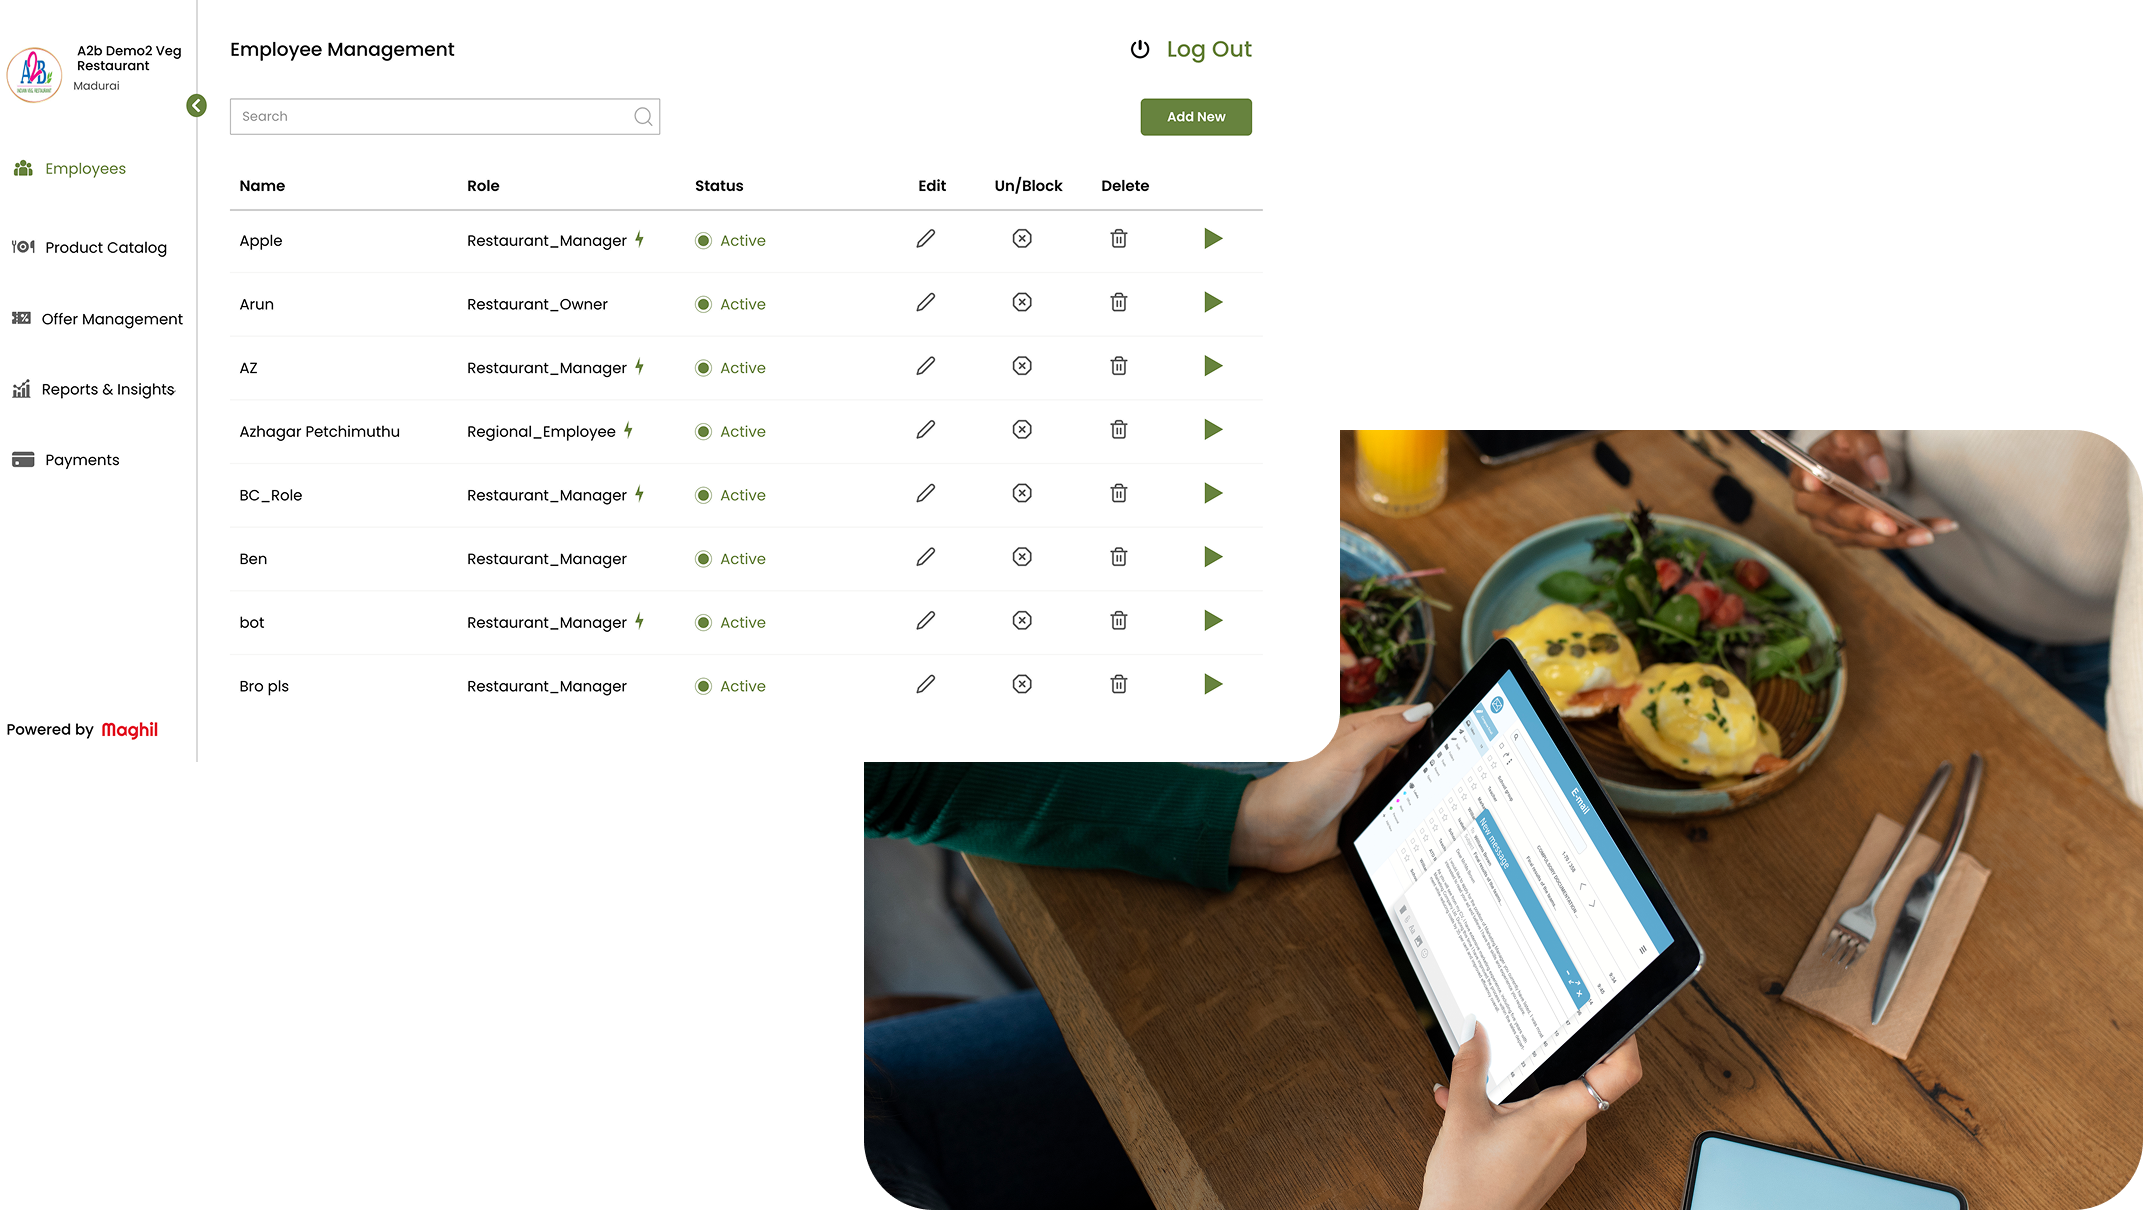 A2b Demo2 Veg
Restaurant
Madurai
Employees
Product Catalog
Offer Management
Reports & Insights
Payments
Powered by Maghil
Employee Management
Log Out
Search
Add New
Name Role Status Edit Un/Block Delete
Apple Restaurant_Manager Active
Arun Restaurant_Owner Active
AZ Restaurant_Manager Active
Azhagar Petchimuthu Regional_Employee Active
BC_Role Restaurant_Manager Active
Ben Restaurant_Manager Active
bot Restaurant_Manager Active
Bro pls Restaurant_Manager Active
E-mail
New message